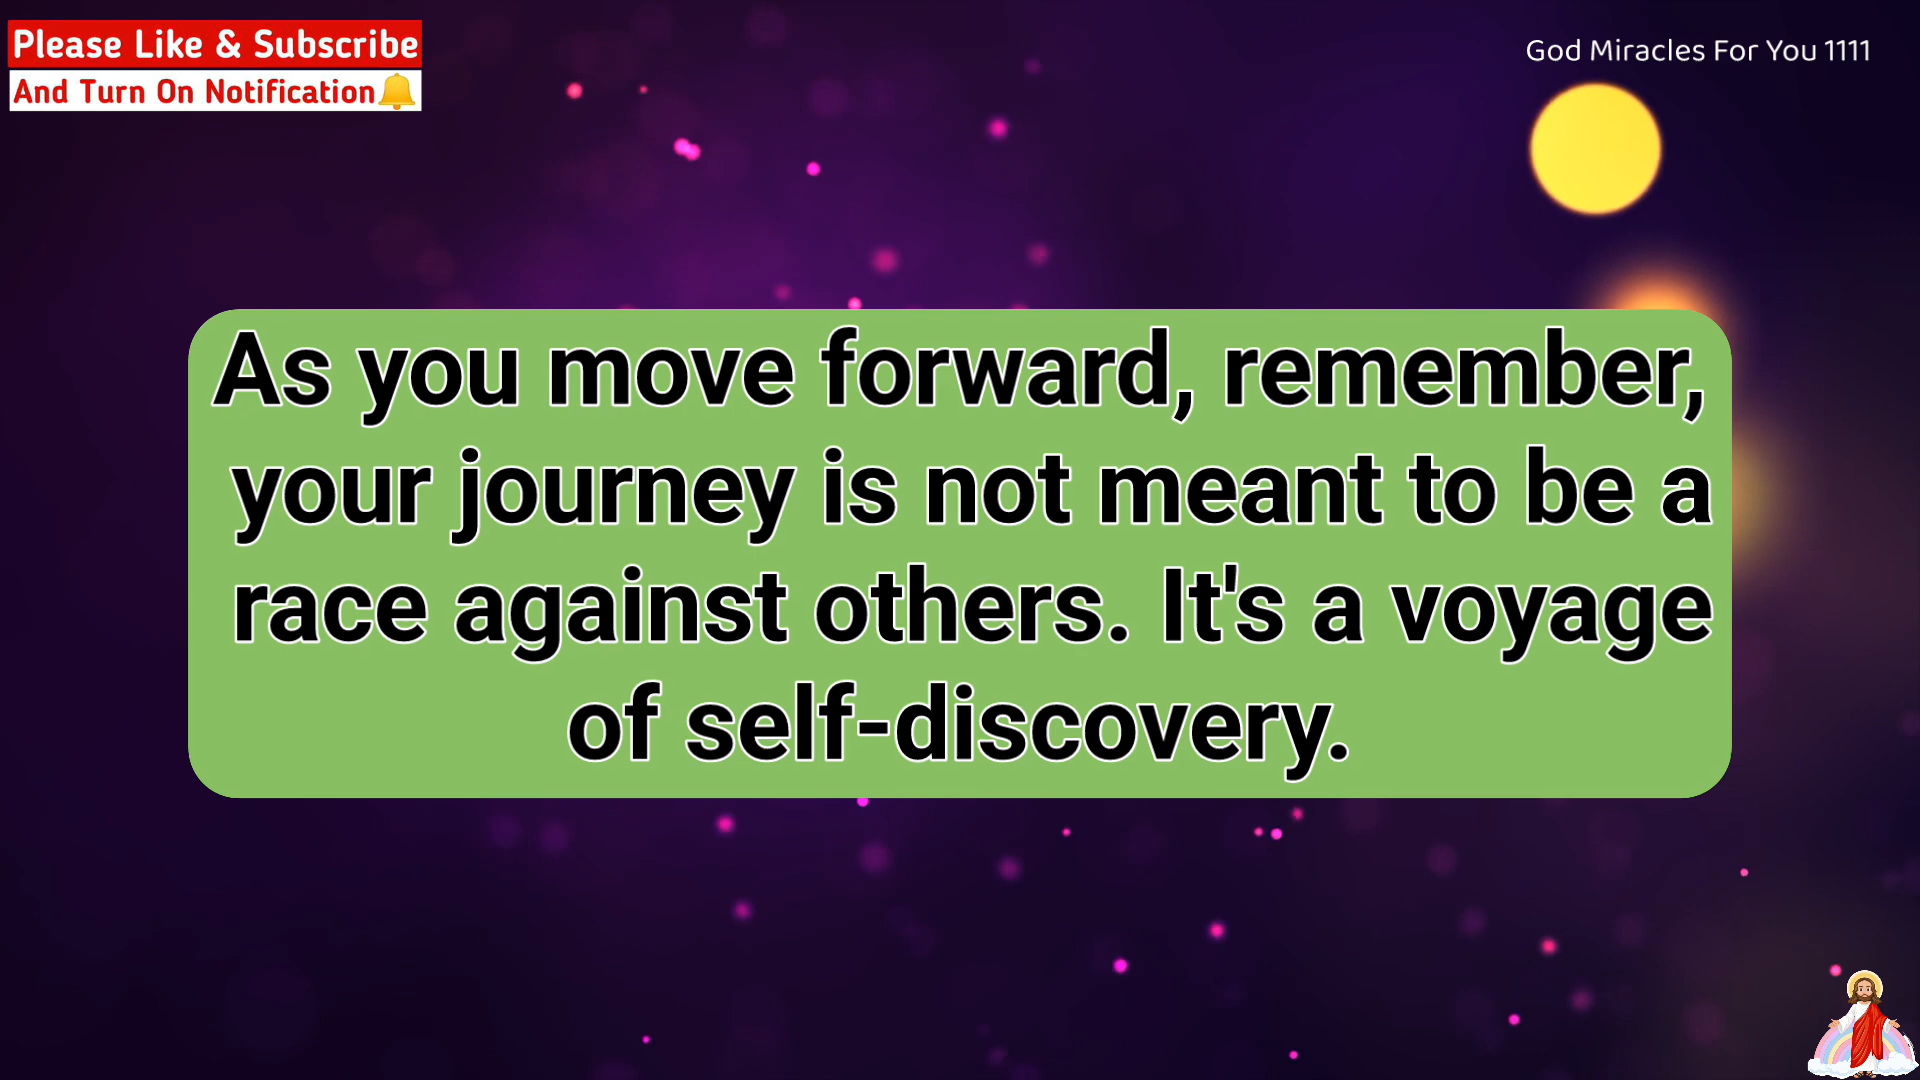 Please Like & Subscribe
And Turn On Notification
God Miracles For You 1111
As you move forward, remember,
your journey is not meant to be a
race against others. It's a voyage
of self-discovery.